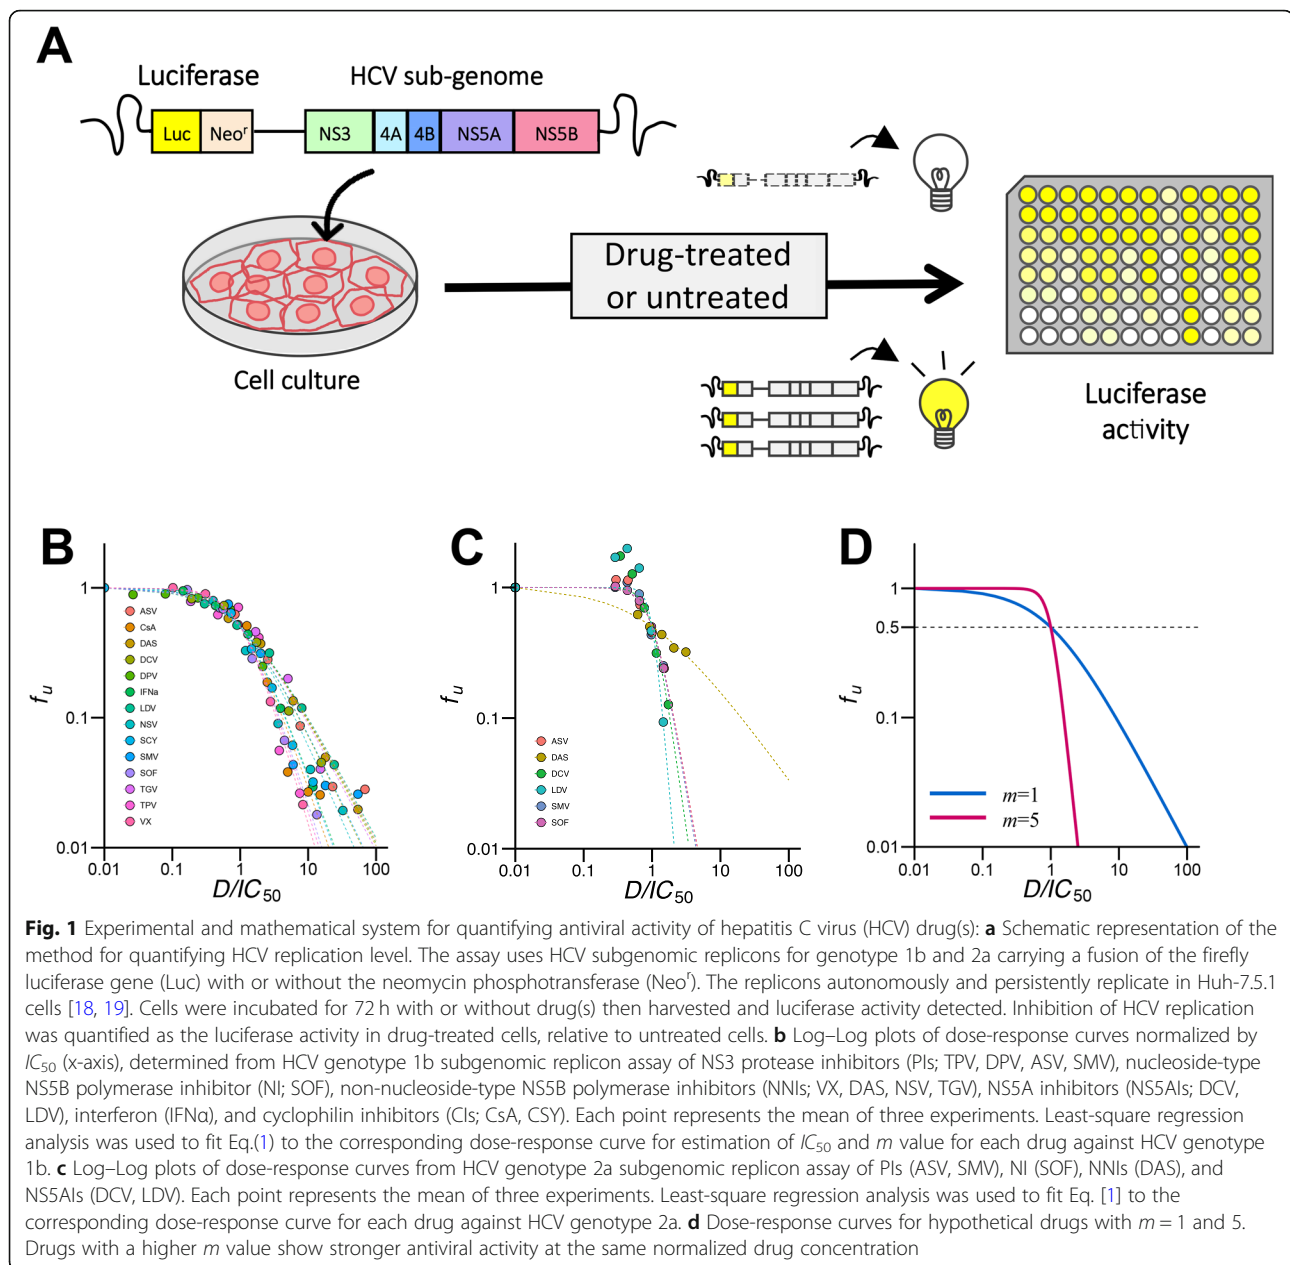 A
Luciferase
HCV sub-genome
Luc
Neoʳ
NS3
4A
4B
NS5A
NS5B
Drug-treated
or untreated
Cell culture
Luciferase
activity
B
1
0.1
0.01
fᵤ
ASV
CsA
DAS
DCV
DPV
IFNa
LDV
NSV
SCY
SMV
SOF
TGV
TPV
VX
0.01 0.1 1 10 100
D/IC₅₀
C
1
0.1
0.01
fᵤ
ASV
DAS
DCV
LDV
SMV
SOF
0.01 0.1 1 10 100
D/IC₅₀
D
1
0.5
0.1
0.01
fᵤ
m=1
m=5
0.01 0.1 1 10 100
D/IC₅₀
Fig. 1 Experimental and mathematical system for quantifying antiviral activity of hepatitis C virus (HCV) drug(s): a Schematic representation of the
method for quantifying HCV replication level. The assay uses HCV subgenomic replicons for genotype 1b and 2a carrying a fusion of the firefly
luciferase gene (Luc) with or without the neomycin phosphotransferase (Neoʳ). The replicons autonomously and persistently replicate in Huh-7.5.1
cells [18, 19]. Cells were incubated for 72 h with or without drug(s) then harvested and luciferase activity detected. Inhibition of HCV replication
was quantified as the luciferase activity in drug-treated cells, relative to untreated cells. b Log–Log plots of dose-response curves normalized by
IC₅₀ (x-axis), determined from HCV genotype 1b subgenomic replicon assay of NS3 protease inhibitors (PIs; TPV, DPV, ASV, SMV), nucleoside-type
NS5B polymerase inhibitor (NI; SOF), non-nucleoside-type NS5B polymerase inhibitors (NNIs; VX, DAS, NSV, TGV), NS5A inhibitors (NS5AIs; DCV,
LDV), interferon (IFNα), and cyclophilin inhibitors (CIs; CsA, CSY). Each point represents the mean of three experiments. Least-square regression
analysis was used to fit Eq.(1) to the corresponding dose-response curve for estimation of IC₅₀ and m value for each drug against HCV genotype
1b. c Log–Log plots of dose-response curves from HCV genotype 2a subgenomic replicon assay of PIs (ASV, SMV), NI (SOF), NNIs (DAS), and
NS5AIs (DCV, LDV). Each point represents the mean of three experiments. Least-square regression analysis was used to fit Eq. [1] to the
corresponding dose-response curve for each drug against HCV genotype 2a. d Dose-response curves for hypothetical drugs with m = 1 and 5.
Drugs with a higher m value show stronger antiviral activity at the same normalized drug concentration